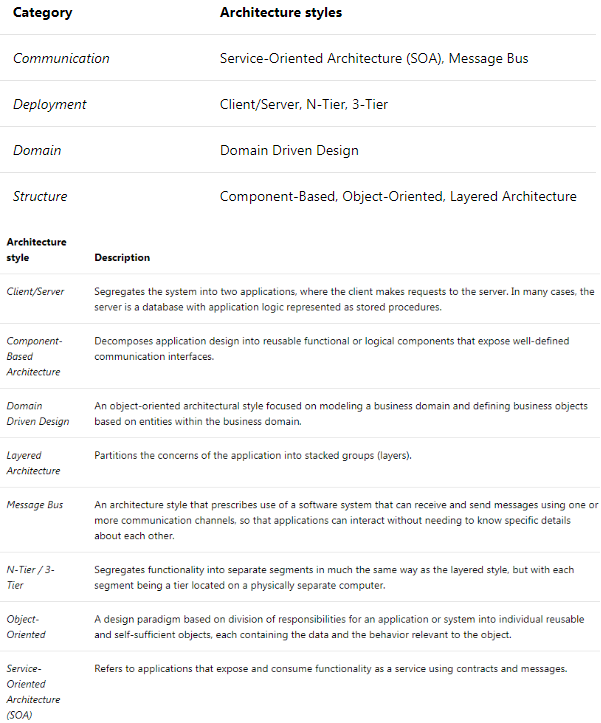 Category Architecture styles
Communication Service-Oriented Architecture (SOA), Message Bus
Deployment Client/Server, N-Tier, 3-Tier
Domain Domain Driven Design
Structure Component-Based, Object-Oriented, Layered Architecture
Architecture
style Description
Client/Server Segregates the system into two applications, where the client makes requests to the server. In many cases, the
server is a database with application logic represented as stored procedures.
Component- Decomposes application design into reusable functional or logical components that expose well-defined
Based communication interfaces.
Architecture
Domain An object-oriented architectural style focused on modeling a business domain and defining business objects
Driven Design based on entities within the business domain.
Layered Partitions the concerns of the application into stacked groups (layers).
Architecture
Message Bus An architecture style that prescribes use of a software system that can receive and send messages using one or
more communication channels, so that applications can interact without needing to know specific details
about each other.
N-Tier / 3- Segregates functionality into separate segments in much the same way as the layered style, but with each
Tier segment being a tier located on a physically separate computer.
Object- A design paradigm based on division of responsibilities for an application or system into individual reusable
Oriented and self-sufficient objects, each containing the data and the behavior relevant to the object.
Service- Refers to applications that expose and consume functionality as a service using contracts and messages.
Oriented
Architecture
(SOA)